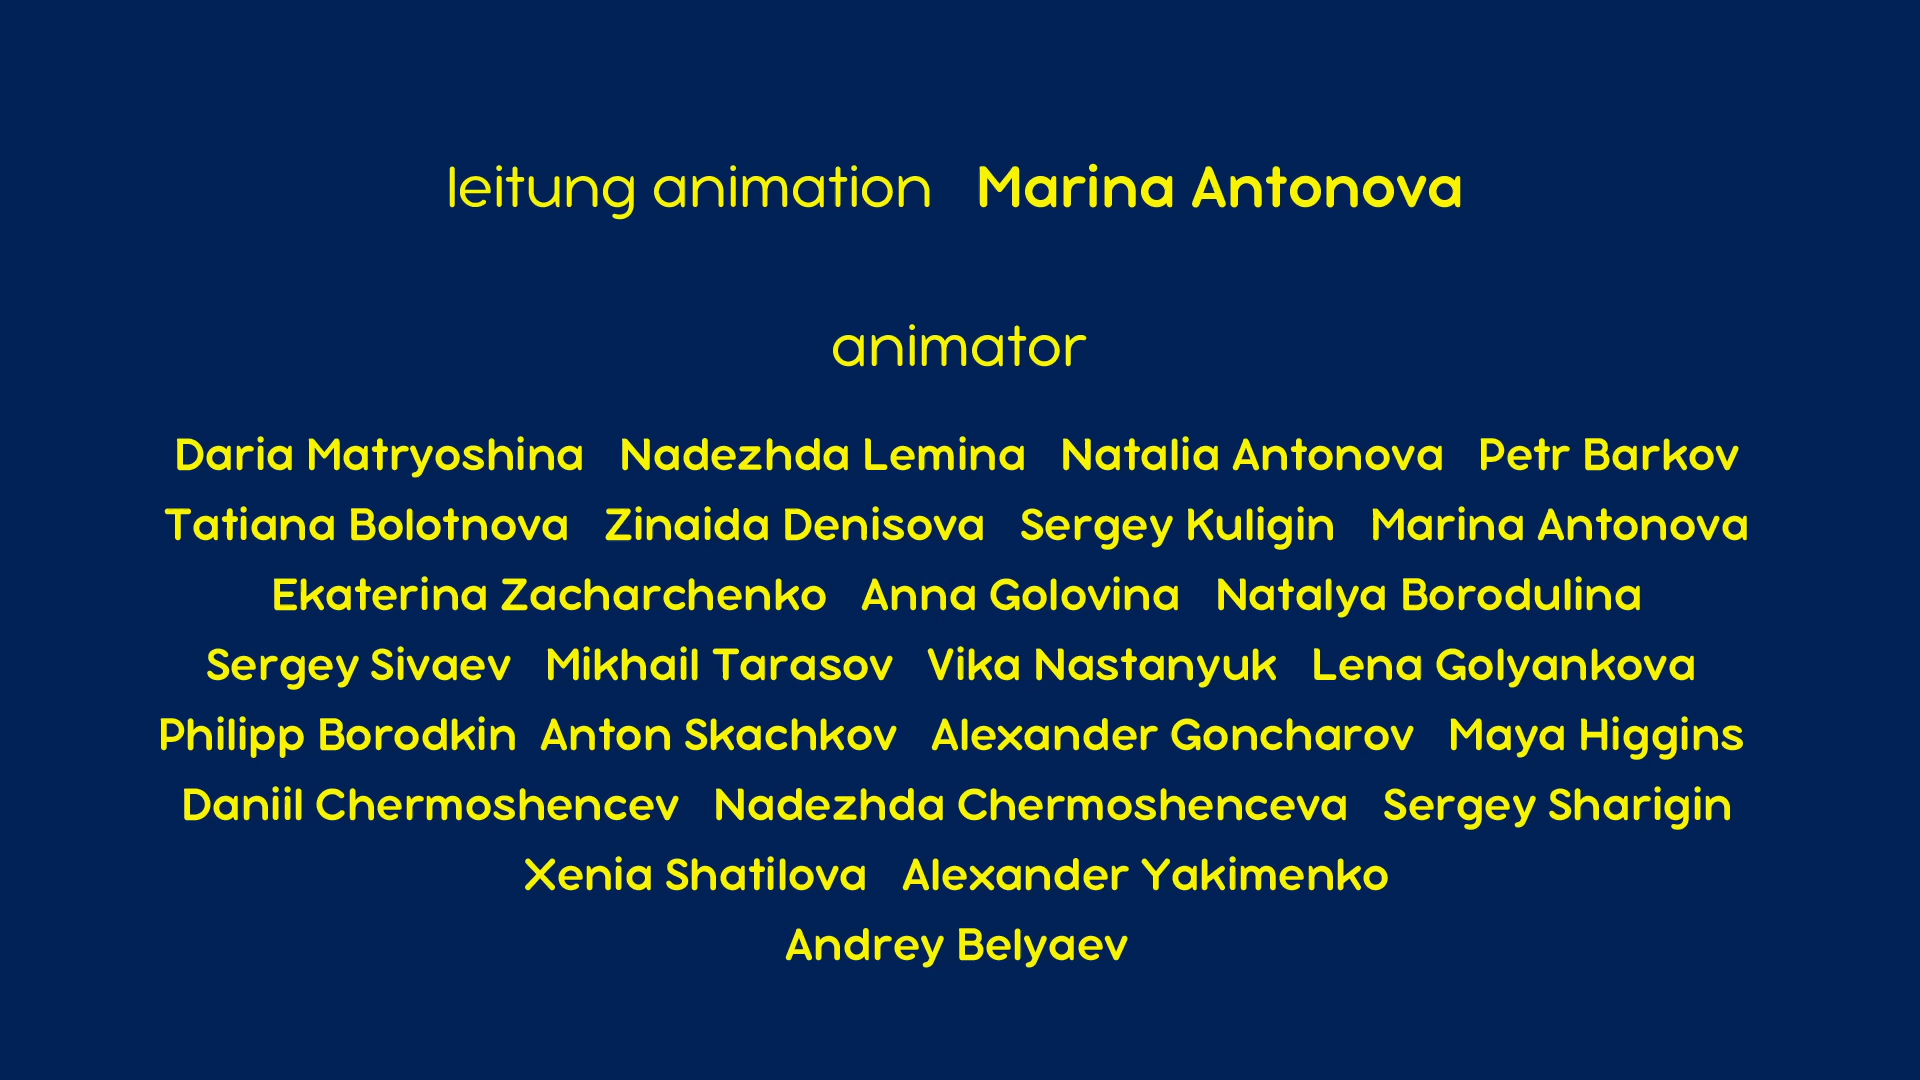 leitung animation Marina Antonova
animator
Daria Matryoshina Nadezhda Lemina Natalia Antonova Petr Barkov
Tatiana Bolotnova Zinaida Denisova Sergey Kuligin Marina Antonova
Ekaterina Zacharchenko Anna Golovina Natalya Borodulina
Sergey Sivaev Mikhail Tarasov Vika Nastanyuk Lena Golyankova
Philipp Borodkin Anton Skachkov Alexander Goncharov Maya Higgins
Daniil Chermoshencev Nadezhda Chermoshenceva Sergey Sharigin
Xenia Shatilova Alexander Yakimenko
Andrey Belyaev